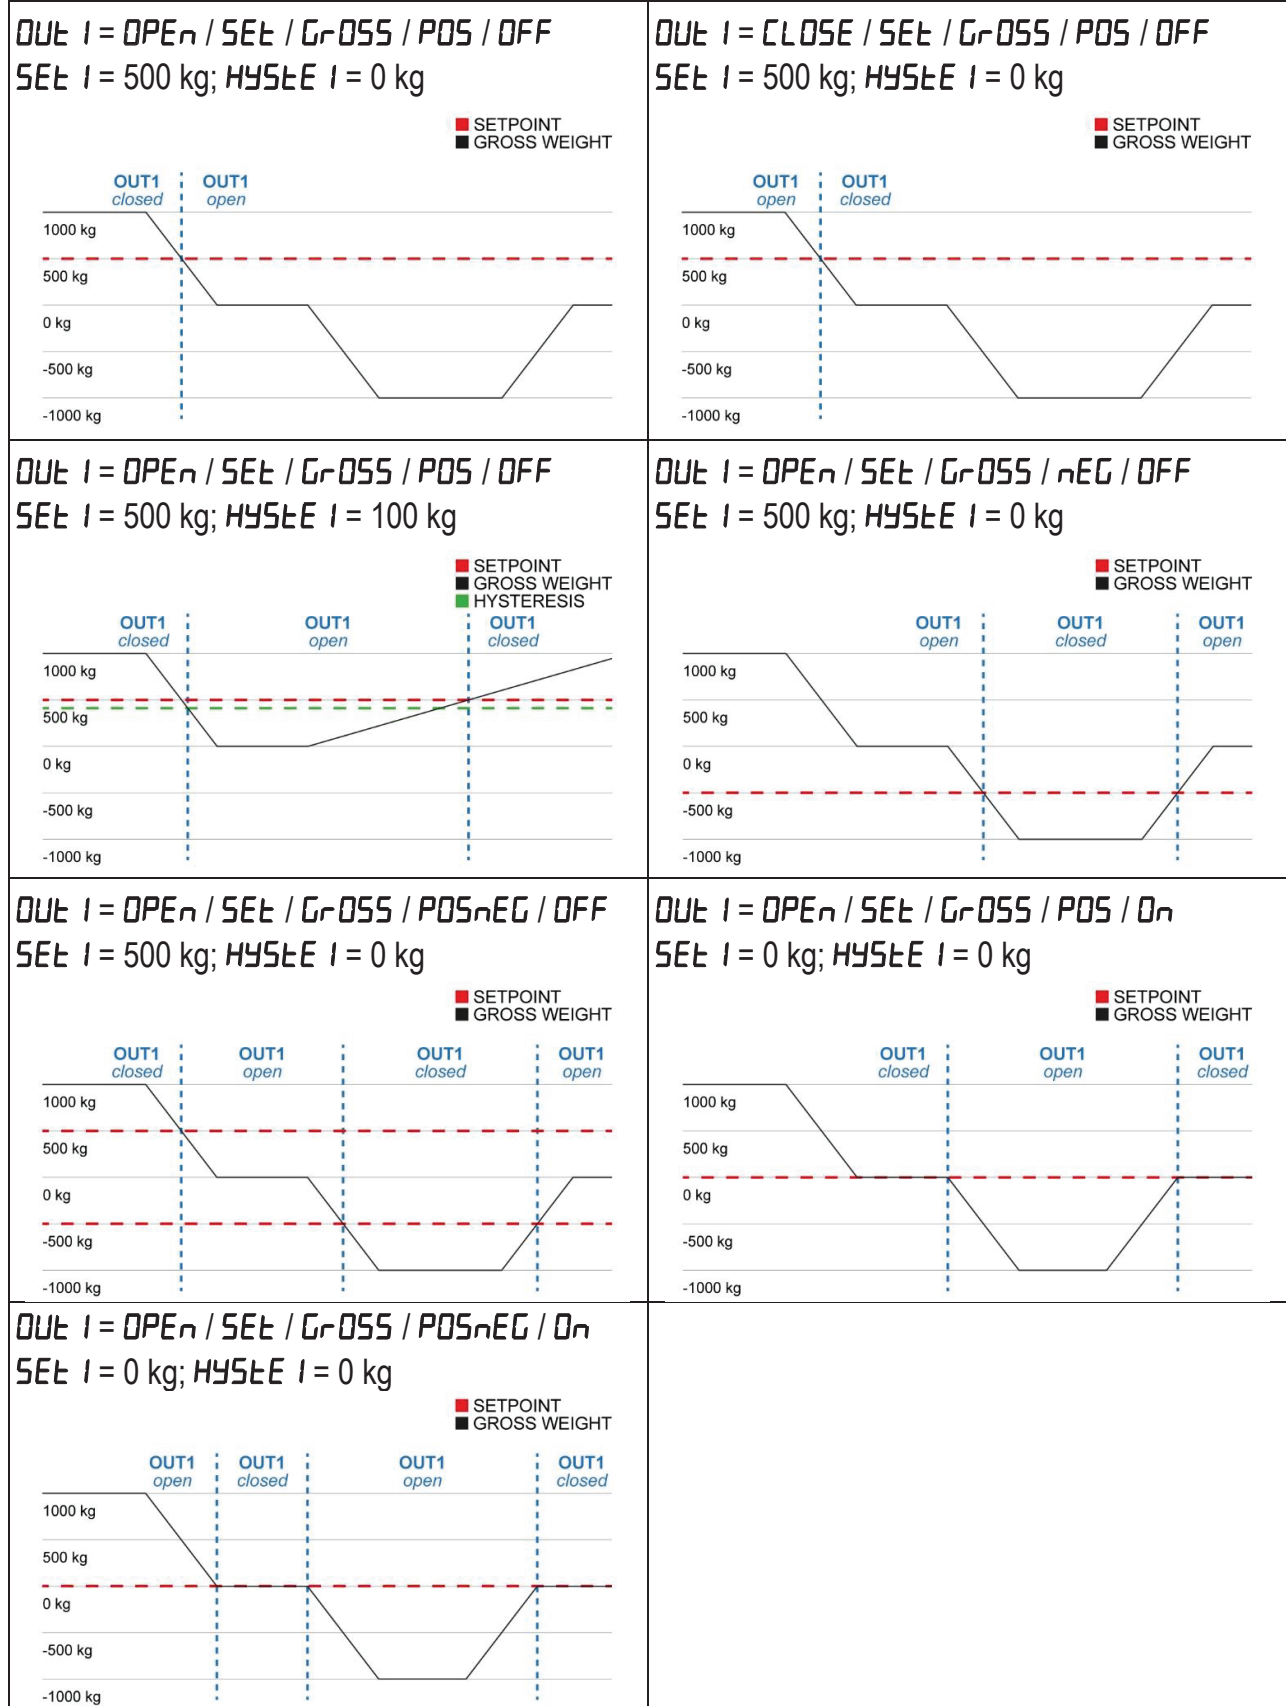 OUt 1 = OPEn / SEt / GrOSS / POS / OFF
SEt 1 = 500 kg; HYStE 1 = 0 kg
SETPOINT
GROSS WEIGHT
OUT1 OUT1
closed open
1000 kg
500 kg
0 kg
-500 kg
-1000 kg
OUt 1 = CLOSE / SEt / GrOSS / POS / OFF
SEt 1 = 500 kg; HYStE 1 = 0 kg
SETPOINT
GROSS WEIGHT
OUT1 OUT1
open closed
1000 kg
500 kg
0 kg
-500 kg
-1000 kg
OUt 1 = OPEn / SEt / GrOSS / POS / OFF
SEt 1 = 500 kg; HYStE 1 = 100 kg
SETPOINT
GROSS WEIGHT
HYSTERESIS
OUT1 OUT1 OUT1
closed open closed
1000 kg
500 kg
0 kg
-500 kg
-1000 kg
OUt 1 = OPEn / SEt / GrOSS / nEG / OFF
SEt 1 = 500 kg; HYStE 1 = 0 kg
SETPOINT
GROSS WEIGHT
OUT1 OUT1 OUT1
open closed open
1000 kg
500 kg
0 kg
-500 kg
-1000 kg
OUt 1 = OPEn / SEt / GrOSS / POSnEG / OFF
SEt 1 = 500 kg; HYStE 1 = 0 kg
SETPOINT
GROSS WEIGHT
OUT1 OUT1 OUT1 OUT1
closed open closed open
1000 kg
500 kg
0 kg
-500 kg
-1000 kg
OUt 1 = OPEn / SEt / GrOSS / POS / On
SEt 1 = 0 kg; HYStE 1 = 0 kg
SETPOINT
GROSS WEIGHT
OUT1 OUT1 OUT1
closed open closed
1000 kg
500 kg
0 kg
-500 kg
-1000 kg
OUt 1 = OPEn / SEt / GrOSS / POSnEG / On
SEt 1 = 0 kg; HYStE 1 = 0 kg
SETPOINT
GROSS WEIGHT
OUT1 OUT1 OUT1 OUT1
open closed open closed
1000 kg
500 kg
0 kg
-500 kg
-1000 kg